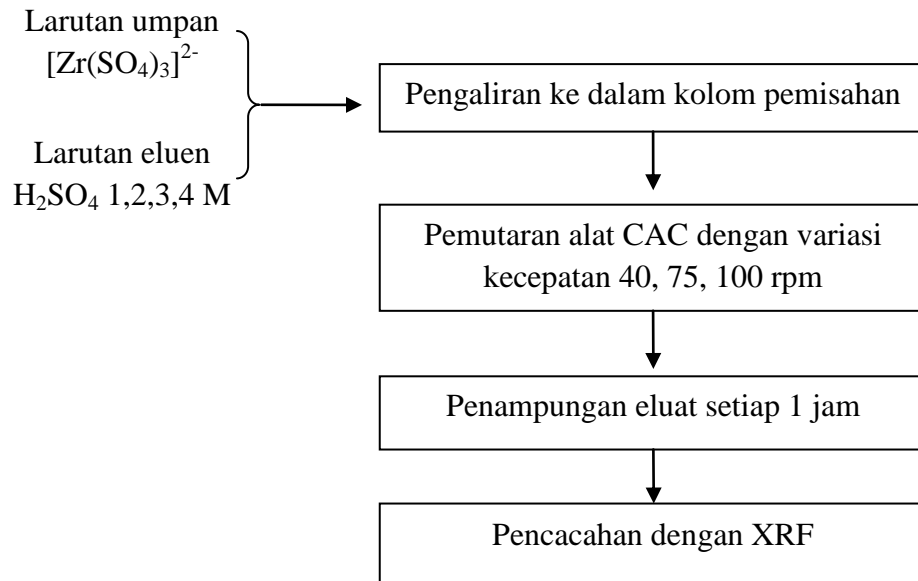 Larutan umpan
[Zr(SO₄)₃]²⁻
Larutan eluen
H₂SO₄ 1,2,3,4 M
Pengaliran ke dalam kolom pemisahan
Pemutaran alat CAC dengan variasi
kecepatan 40, 75, 100 rpm
Penampungan eluat setiap 1 jam
Pencacahan dengan XRF